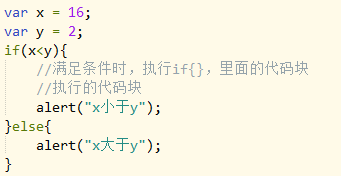 var x = 16;
var y = 2;
if(x<y){
//满足条件时，执行if{}，里面的代码块
//执行的代码块
alert("x小于y");
}else{
alert("x大于y");
}